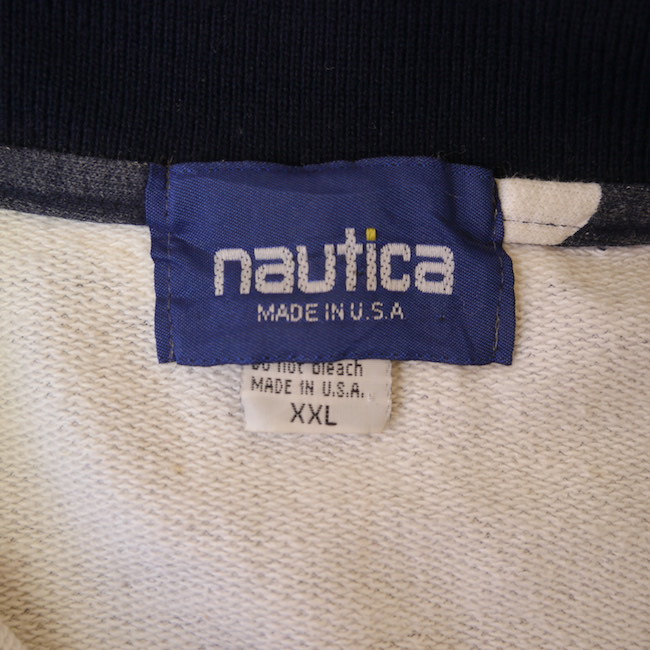 nautica
MADE IN U.S.A
Do not bleach
MADE IN U.S.A.
XXL